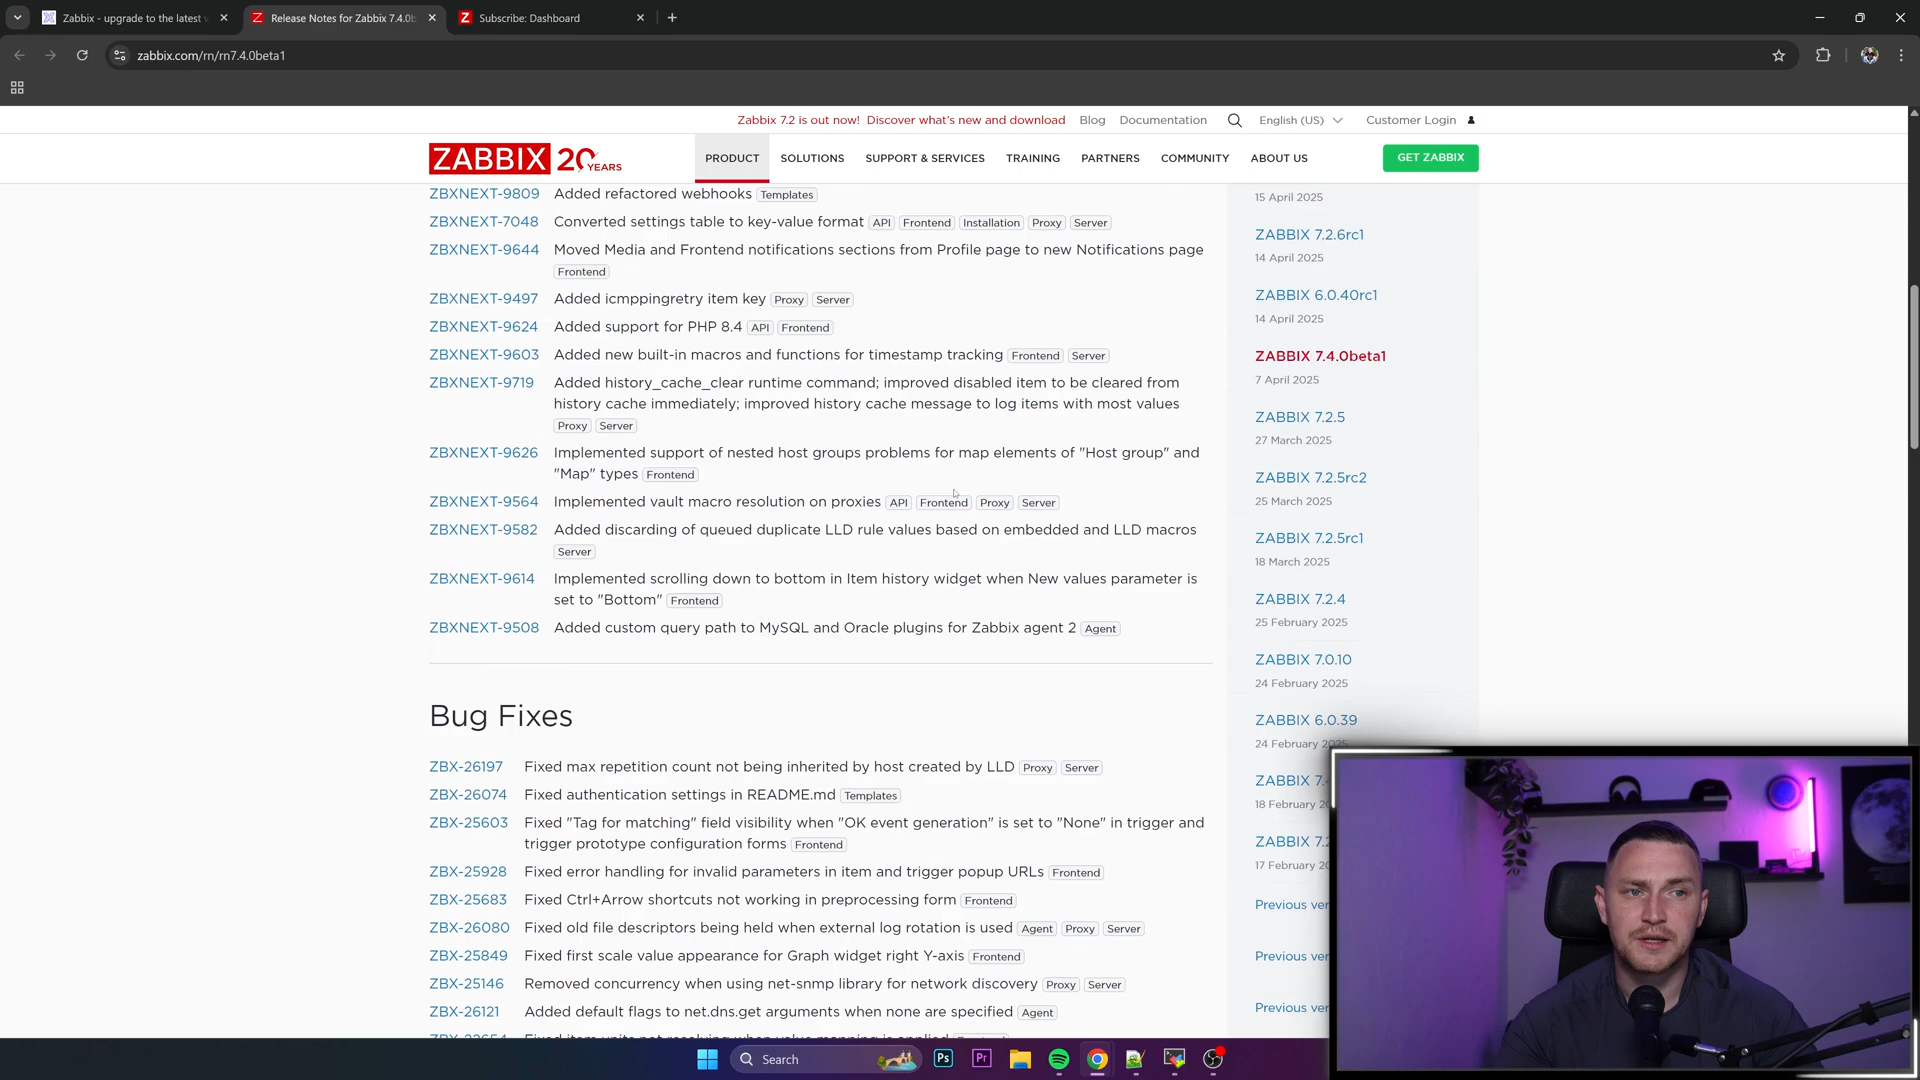 Zabbix - upgrade to the latest v
Release Notes for Zabbix 7.4.0b
Subscribe: Dashboard
zabbix.com/rn/rn7.4.0beta1
Zabbix 7.2 is out now! Discover what's new and download
Blog
Documentation
English (US)
Customer Login
ZABBIX 20 YEARS
PRODUCT
SOLUTIONS
SUPPORT & SERVICES
TRAINING
PARTNERS
COMMUNITY
ABOUT US
GET ZABBIX
ZBXNEXT-9809 Added refactored webhooks Templates
ZBXNEXT-7048 Converted settings table to key-value format API Frontend Installation Proxy Server
ZBXNEXT-9644 Moved Media and Frontend notifications sections from Profile page to new Notifications page
Frontend
ZBXNEXT-9497 Added icmppingretry item key Proxy Server
ZBXNEXT-9624 Added support for PHP 8.4 API Frontend
ZBXNEXT-9603 Added new built-in macros and functions for timestamp tracking Frontend Server
ZBXNEXT-9719 Added history_cache_clear runtime command; improved disabled item to be cleared from
history cache immediately; improved history cache message to log items with most values
Proxy Server
ZBXNEXT-9626 Implemented support of nested host groups problems for map elements of "Host group" and
"Map" types Frontend
ZBXNEXT-9564 Implemented vault macro resolution on proxies API Frontend Proxy Server
ZBXNEXT-9582 Added discarding of queued duplicate LLD rule values based on embedded and LLD macros
Server
ZBXNEXT-9614 Implemented scrolling down to bottom in Item history widget when New values parameter is
set to "Bottom" Frontend
ZBXNEXT-9508 Added custom query path to MySQL and Oracle plugins for Zabbix agent 2 Agent
Bug Fixes
ZBX-26197 Fixed max repetition count not being inherited by host created by LLD Proxy Server
ZBX-26074 Fixed authentication settings in README.md Templates
ZBX-25603 Fixed "Tag for matching" field visibility when "OK event generation" is set to "None" in trigger and
trigger prototype configuration forms Frontend
ZBX-25928 Fixed error handling for invalid parameters in item and trigger popup URLs Frontend
ZBX-25683 Fixed Ctrl+Arrow shortcuts not working in preprocessing form Frontend
ZBX-26080 Fixed old file descriptors being held when external log rotation is used Agent Proxy Server
ZBX-25849 Fixed first scale value appearance for Graph widget right Y-axis Frontend
ZBX-25146 Removed concurrency when using net-snmp library for network discovery Proxy Server
ZBX-26121 Added default flags to net.dns.get arguments when none are specified Agent
15 April 2025
ZABBIX 7.2.6rc1
14 April 2025
ZABBIX 6.0.40rc1
14 April 2025
ZABBIX 7.4.0beta1
7 April 2025
ZABBIX 7.2.5
27 March 2025
ZABBIX 7.2.5rc2
25 March 2025
ZABBIX 7.2.5rc1
18 March 2025
ZABBIX 7.2.4
25 February 2025
ZABBIX 7.0.10
24 February 2025
ZABBIX 6.0.39
24 February 202
ZABBIX 7.
18 February 20
ZABBIX 7.
17 February 20
Previous ver
Previous ver
Previous ver
Search
Ps
Pr